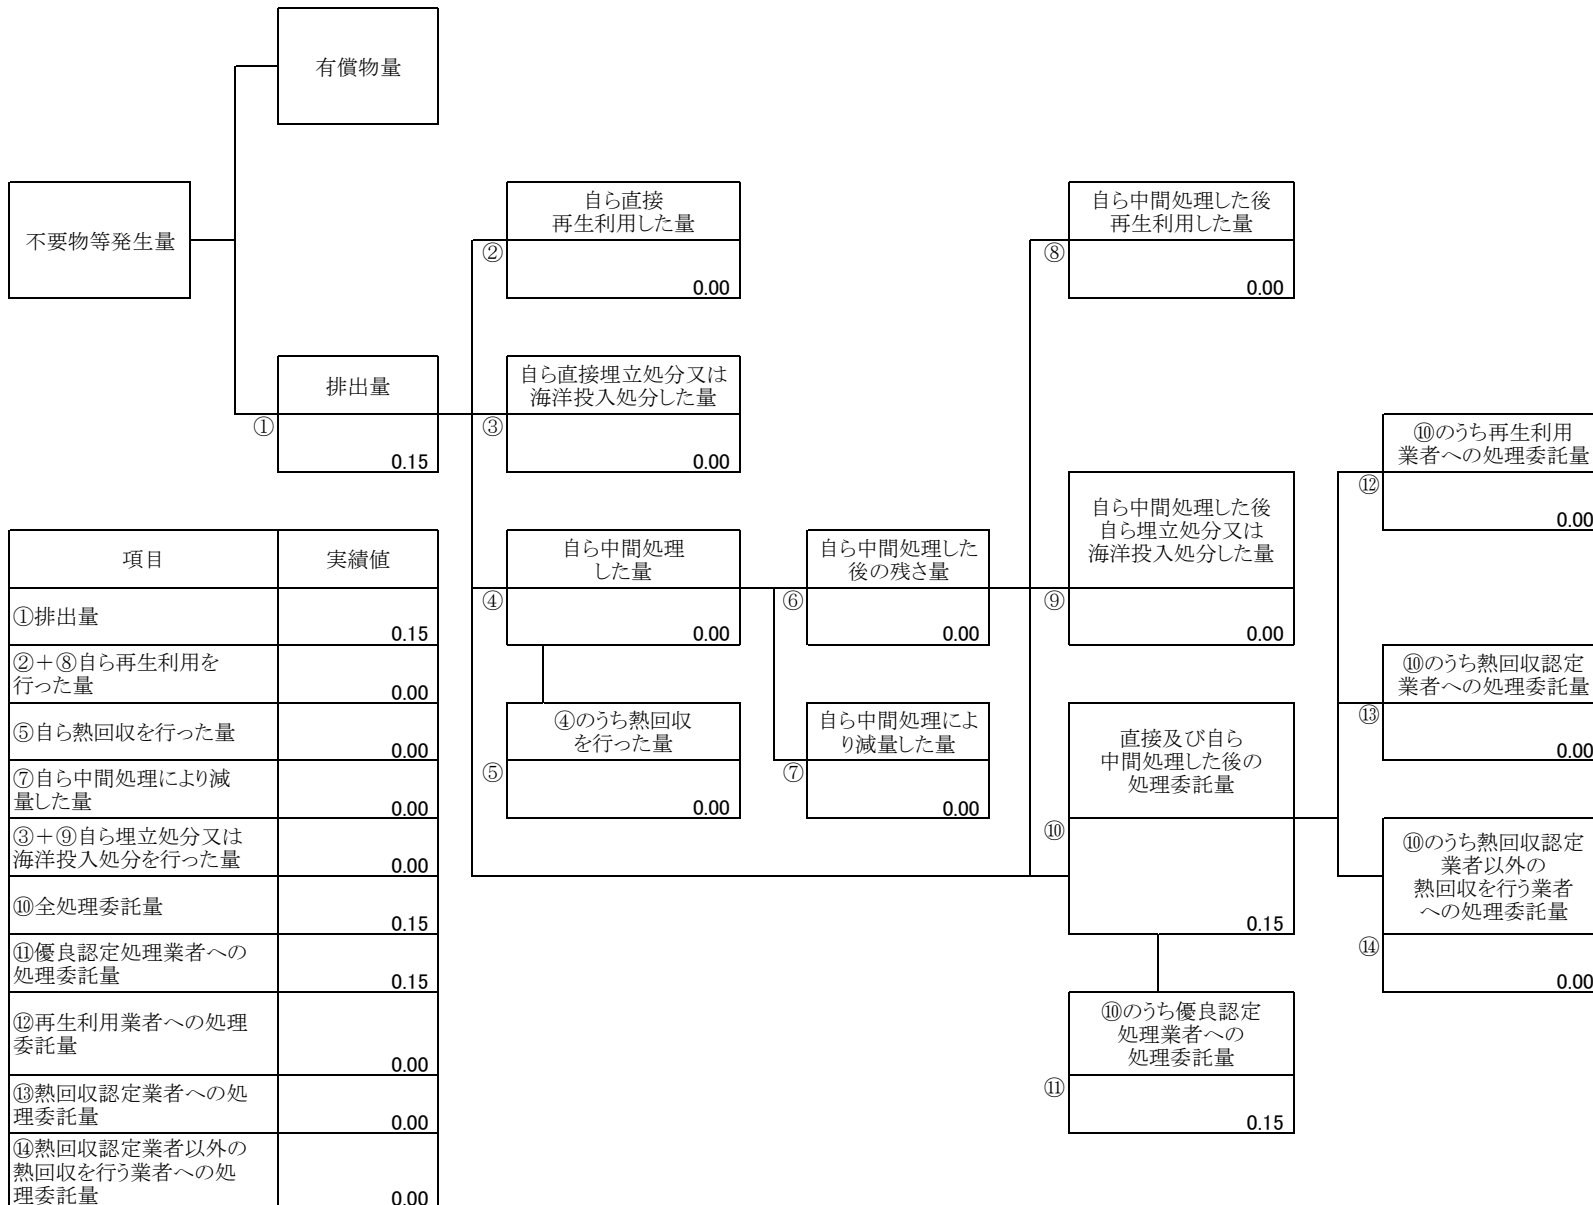 有償物量
不要物等発生量
自ら直接
再生利用した量
②
0.00
自ら中間処理した後
再生利用した量
⑧
0.00
排出量
①
0.15
自ら直接埋立処分又は
海洋投入処分した量
③
0.00
⑩のうち再生利用
業者への処理委託量
⑫
0.00
自ら中間処理
した量
④
0.00
自ら中間処理した
後の残さ量
⑥
0.00
自ら中間処理した後
自ら埋立処分又は
海洋投入処分した量
⑨
0.00
⑩のうち熱回収認定
業者への処理委託量
⑬
0.00
④のうち熱回収
を行った量
⑤
0.00
自ら中間処理によ
り減量した量
⑦
0.00
直接及び自ら
中間処理した後の
処理委託量
⑩
0.15
⑩のうち熱回収認定
業者以外の
熱回収を行う業者
への処理委託量
⑭
0.00
⑩のうち優良認定
処理業者への
処理委託量
⑪
0.15
項目 実績値
①排出量
0.15
②＋⑧自ら再生利用を
行った量
0.00
⑤自ら熱回収を行った量
0.00
⑦自ら中間処理により減
量した量
0.00
③＋⑨自ら埋立処分又は
海洋投入処分を行った量
0.00
⑩全処理委託量
0.15
⑪優良認定処理業者への
処理委託量
0.15
⑫再生利用業者への処理
委託量
0.00
⑬熱回収認定業者への処
理委託量
0.00
⑭熱回収認定業者以外の
熱回収を行う業者への処
理委託量
0.00